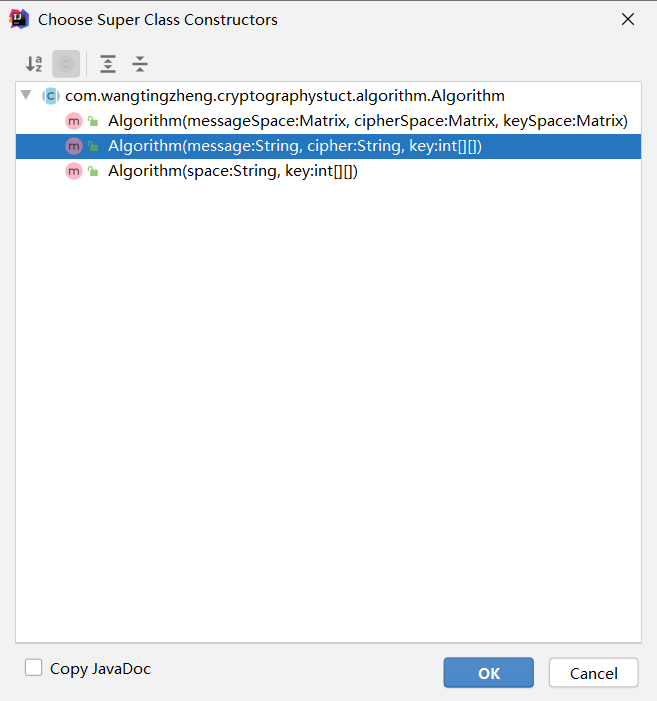 Choose Super Class Constructors
com.wangtingzheng.cryptographystuct.algorithm.Algorithm
Algorithm(messageSpace:Matrix, cipherSpace:Matrix, keySpace:Matrix)
Algorithm(message:String, cipher:String, key:int[][])
Algorithm(space:String, key:int[][])
Copy JavaDoc
OK
Cancel